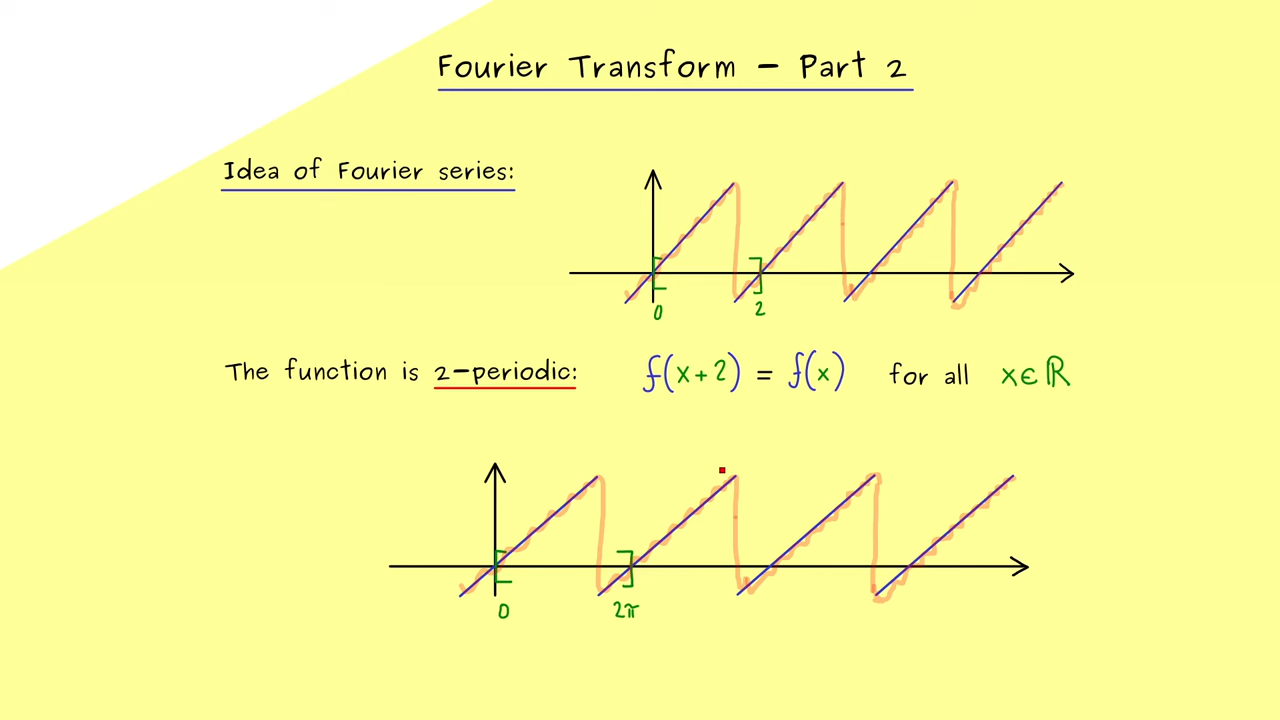 Fourier Transform – Part 2
Idea of Fourier series:
0 2
The function is 2-periodic: f(x+2) = f(x) for all x∈ℝ
0 2π